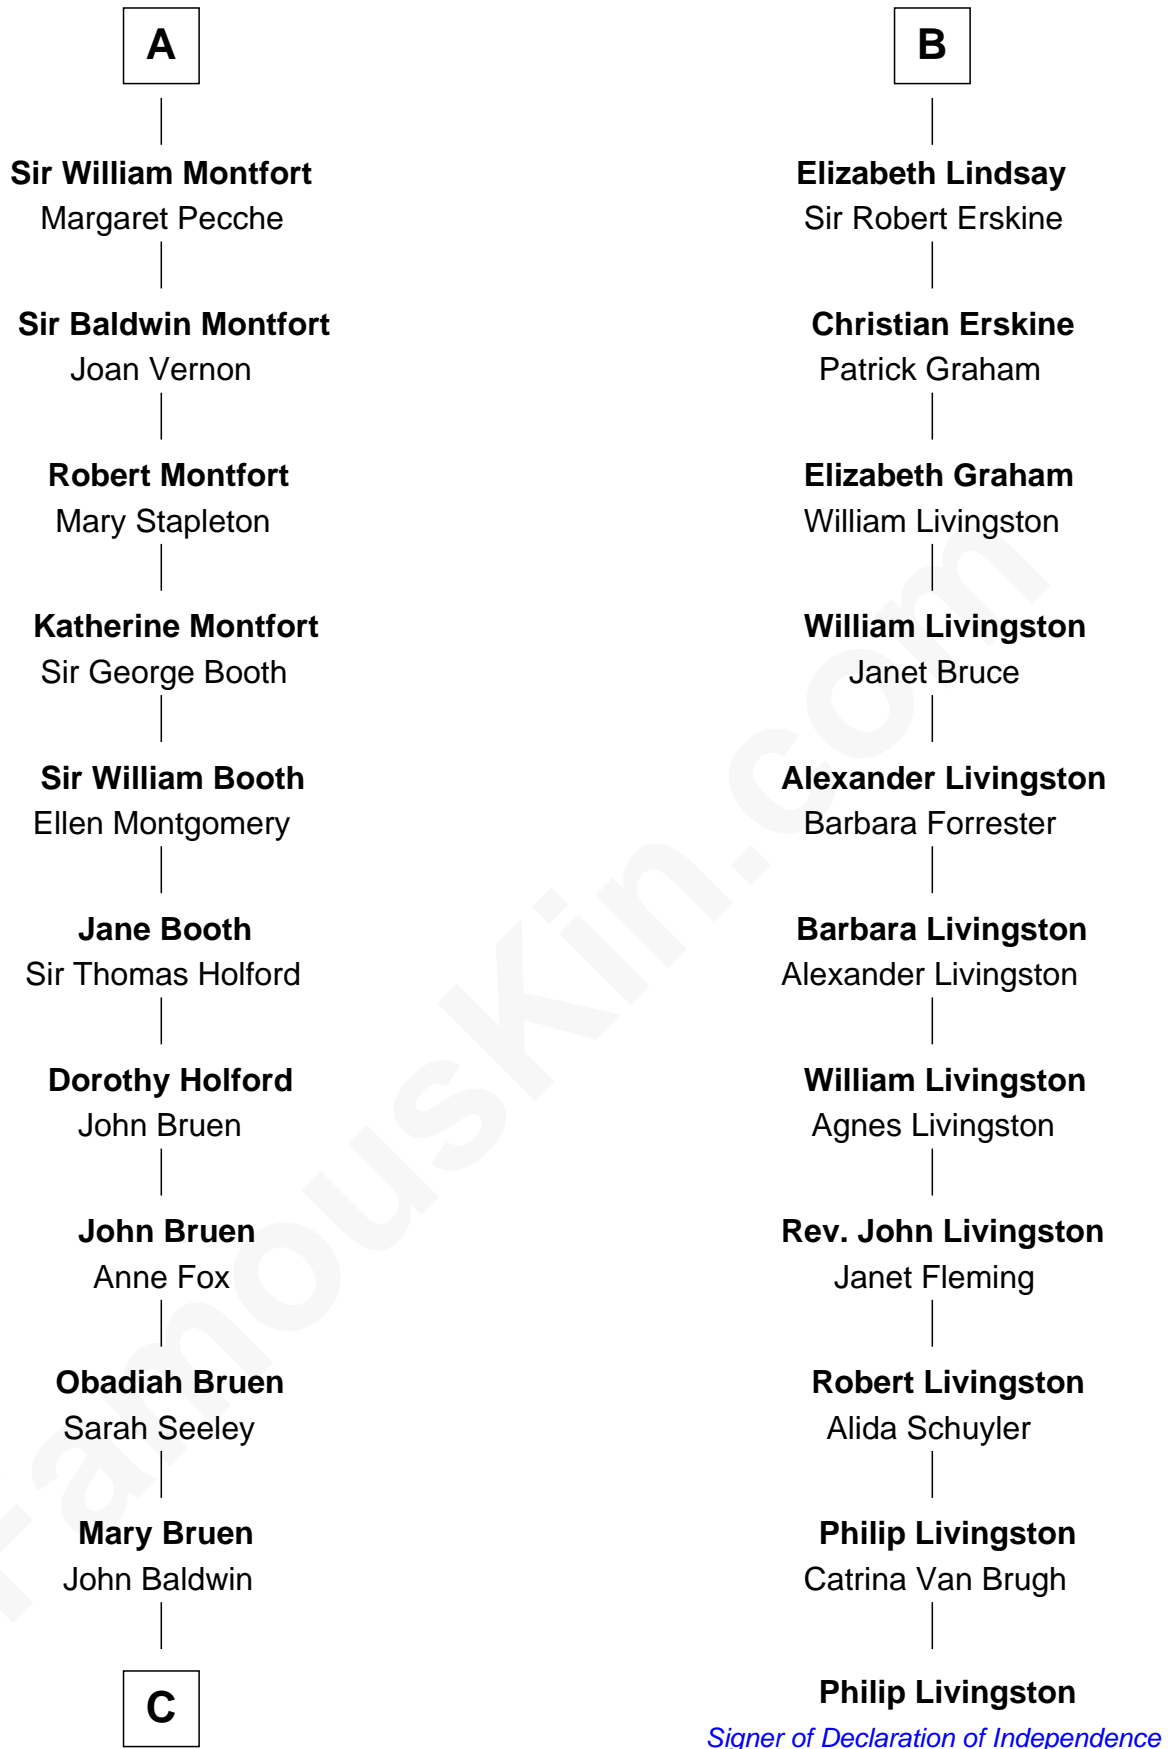 A
Sir William Montfort
Margaret Pecche
Sir Baldwin Montfort
Joan Vernon
Robert Montfort
Mary Stapleton
Katherine Montfort
Sir George Booth
Sir William Booth
Ellen Montgomery
Jane Booth
Sir Thomas Holford
Dorothy Holford
John Bruen
John Bruen
Anne Fox
Obadiah Bruen
Sarah Seeley
Mary Bruen
John Baldwin
C
B
Elizabeth Lindsay
Sir Robert Erskine
Christian Erskine
Patrick Graham
Elizabeth Graham
William Livingston
William Livingston
Janet Bruce
Alexander Livingston
Barbara Forrester
Barbara Livingston
Alexander Livingston
William Livingston
Agnes Livingston
Rev. John Livingston
Janet Fleming
Robert Livingston
Alida Schuyler
Philip Livingston
Catrina Van Brugh
Philip Livingston
Signer of Declaration of Independence
FamousKin.com